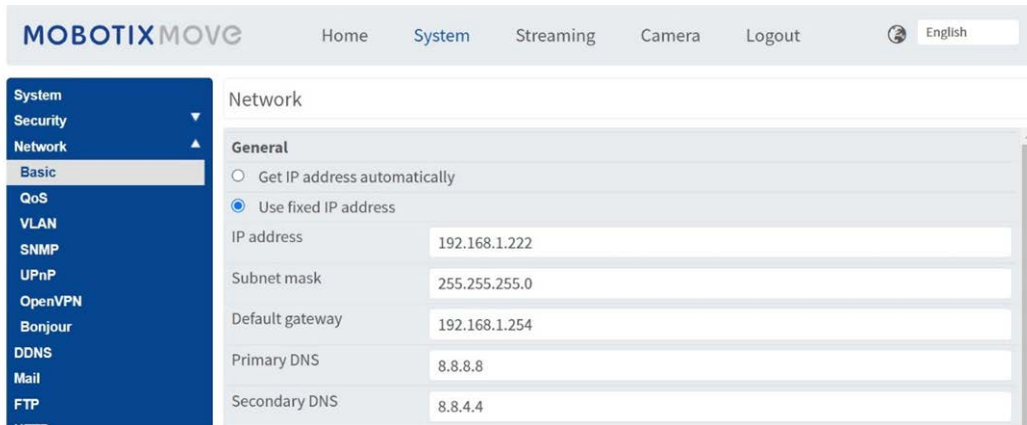 MOBOTIX MOVE
Home System Streaming Camera Logout English
System
Security
Network
Basic
QoS
VLAN
SNMP
UPnP
OpenVPN
Bonjour
DDNS
Mail
FTP
Network
General
Get IP address automatically
Use fixed IP address
IP address 192.168.1.222
Subnet mask 255.255.255.0
Default gateway 192.168.1.254
Primary DNS 8.8.8.8
Secondary DNS 8.8.4.4